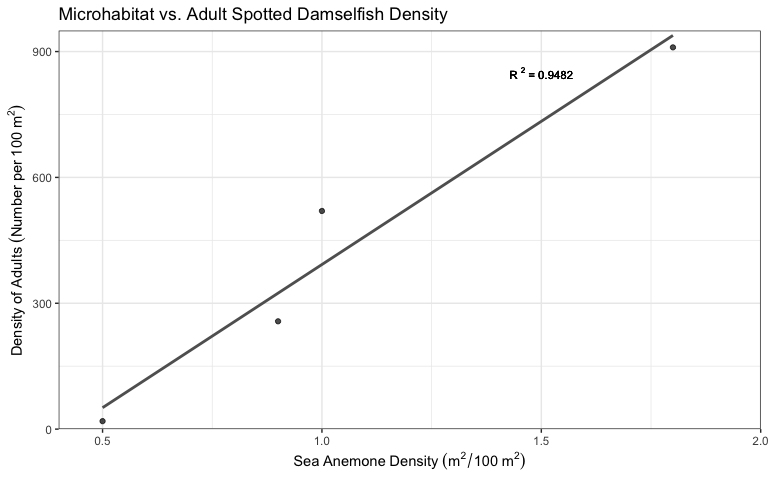 Microhabitat vs. Adult Spotted Damselfish Density
Density of Adults (Number per 100 m²)
900
600
300
0
R ² = 0.9482
0.5 1.0 1.5 2.0
Sea Anemone Density (m²/100 m²)